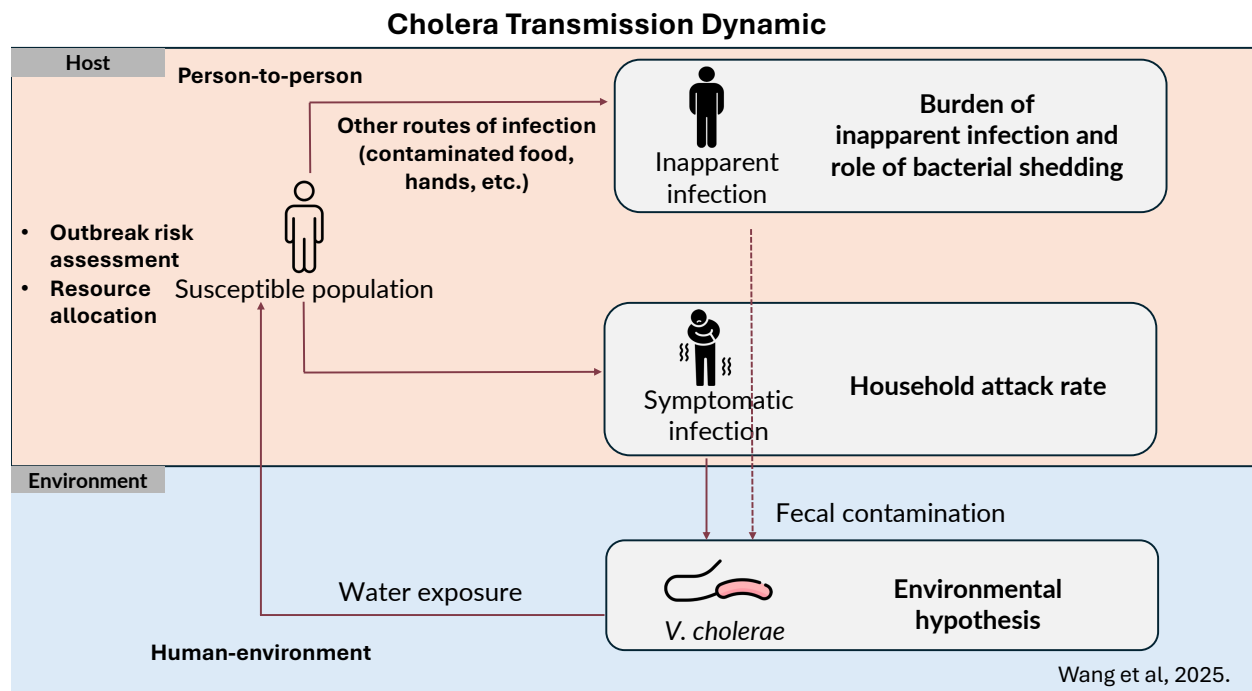 Cholera Transmission Dynamic
Host
Person-to-person
Other routes of infection
(contaminated food,
hands, etc.)
Inapparent
infection
Burden of
inapparent infection and
role of bacterial shedding
• Outbreak risk
assessment
• Resource
allocation
Susceptible population
Symptomatic
infection
Household attack rate
Environment
Fecal contamination
Water exposure
V. cholerae
Environmental
hypothesis
Human-environment
Wang et al, 2025.